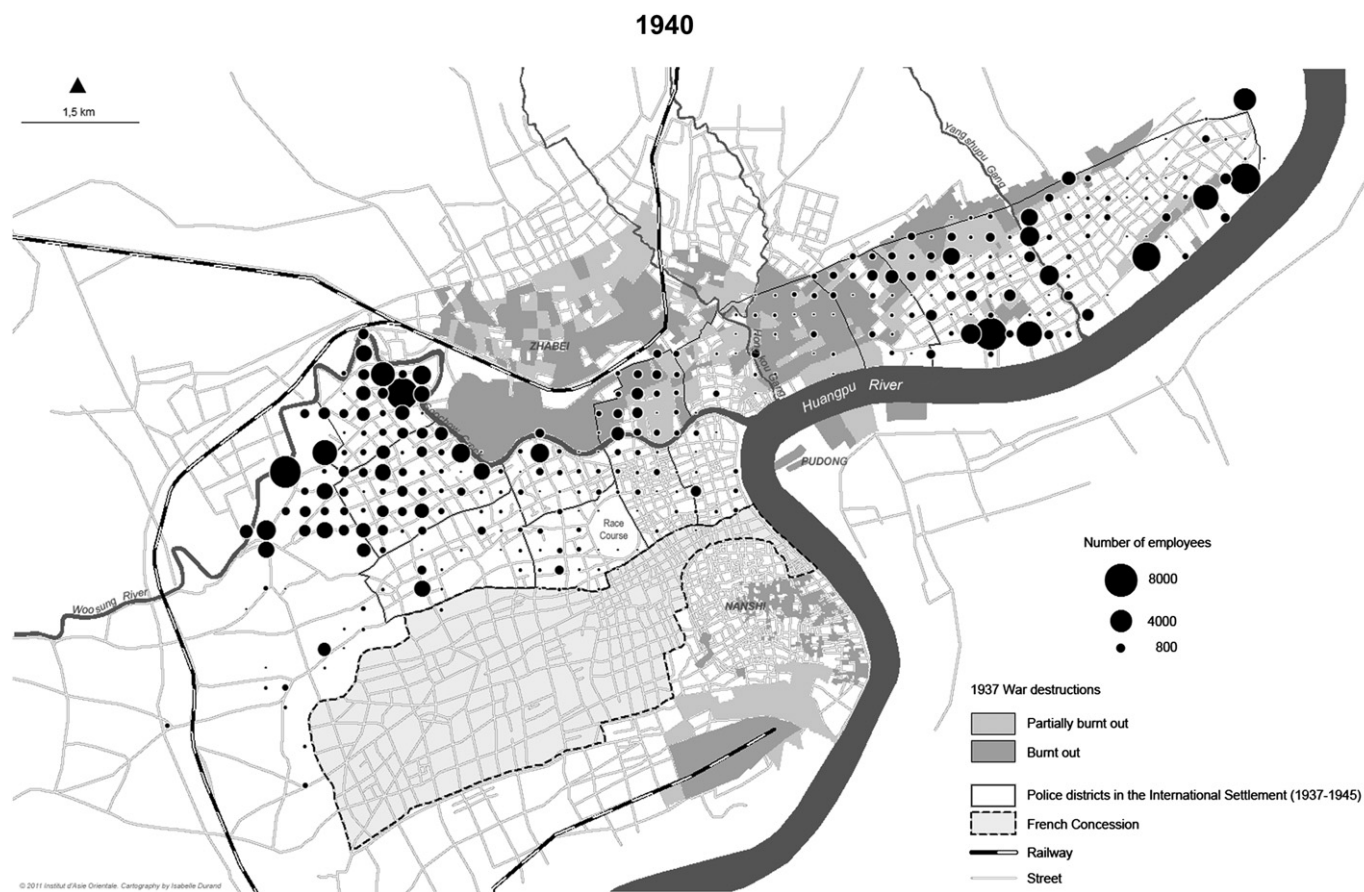 1940
1,5 km
Yangshupu Gang
ZHABEI
Hongkou Gang
Huangpu River
PUDONG
Race
Course
Woosung River
NANSHI
Number of employees
8000
4000
800
1937 War destructions
Partially burnt out
Burnt out
Police districts in the International Settlement (1937-1945)
French Concession
Railway
Street
© 2011 Institut d'Asie Orientale. Cartography by Isabelle Durand